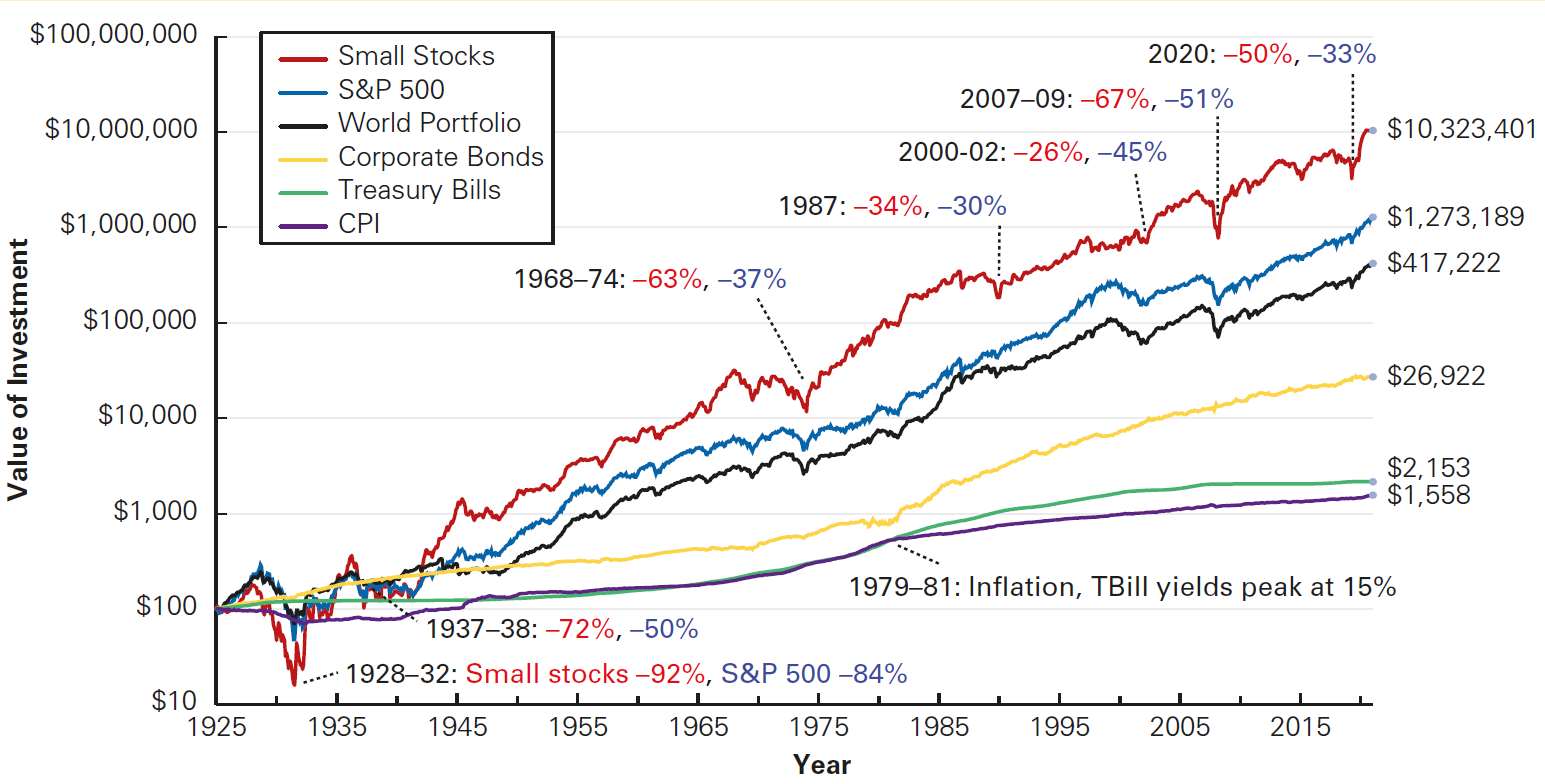 $100,000,000
$10,000,000
$1,000,000
$100,000
$10,000
$1,000
$100
$10
Value of Investment
Small Stocks
S&P 500
World Portfolio
Corporate Bonds
Treasury Bills
CPI
2020: –50%, –33%
2007–09: –67%, –51%
2000-02: –26%, –45%
1987: –34%, –30%
1968–74: –63%, –37%
1979–81: Inflation, TBill yields peak at 15%
1937–38: –72%, –50%
1928–32: Small stocks –92%, S&P 500 –84%
$10,323,401
$1,273,189
$417,222
$26,922
$2,153
$1,558
1925 1935 1945 1955 1965 1975 1985 1995 2005 2015
Year